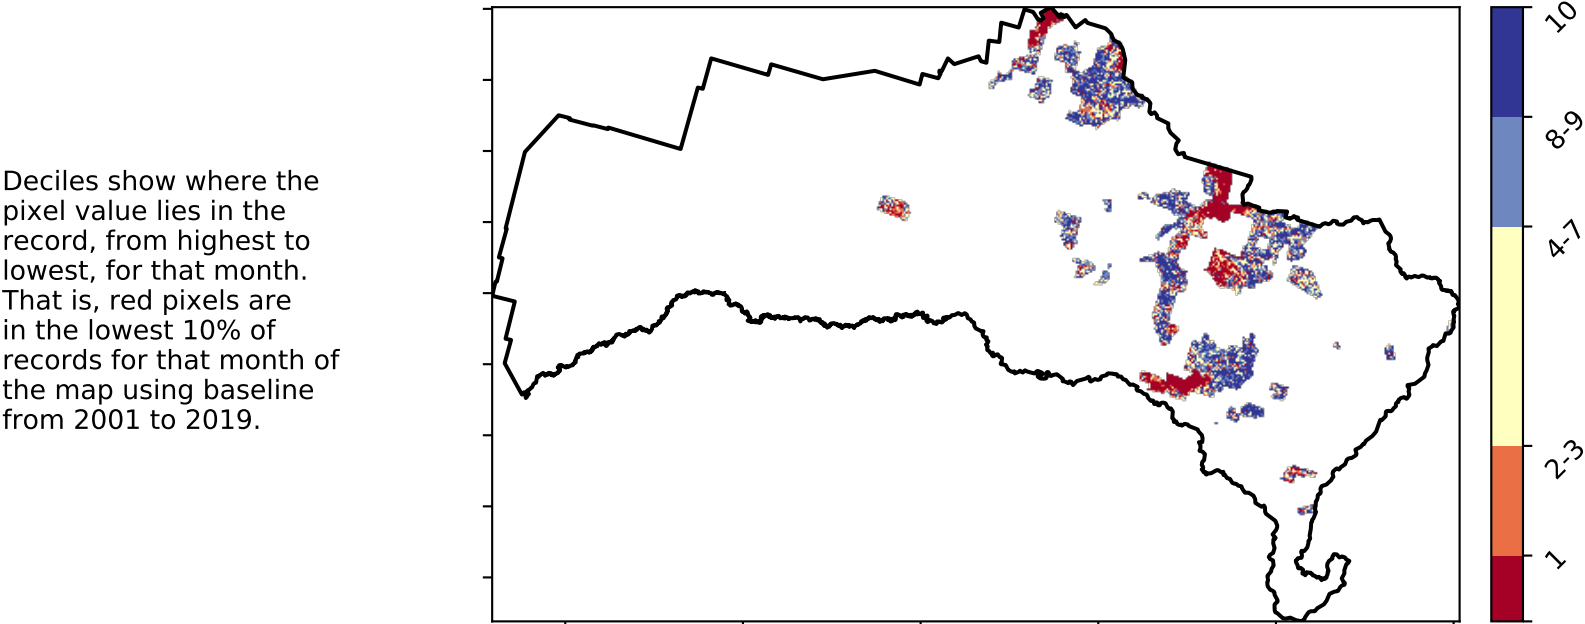 Deciles show where the
pixel value lies in the
record, from highest to
lowest, for that month.
That is, red pixels are
in the lowest 10% of
records for that month of
the map using baseline
from 2001 to 2019.
10
8-9
4-7
2-3
1